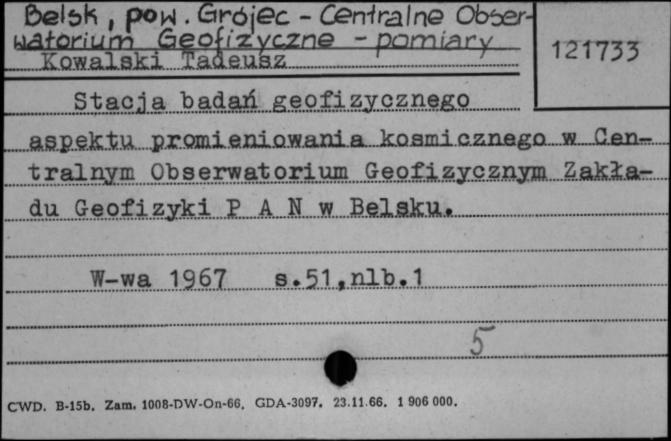 Belsk, pow. Grójec - Centralne Obser-
watorium Geofizyczne - pomiary
121733
Kowalski Tadeusz
Stacja badań geofizycznego
aspektu promieniowania kosmicznego w Cen-
tralnym Obserwatorium Geofizycznym Zakła-
du Geofizyki P A N w Belsku.
W-wa 1967 s.51,nlb.1
5
CWD. B-15b. Zam. 1008-DW-On-66. GDA-3097. 23.11.66. 1 906 000.